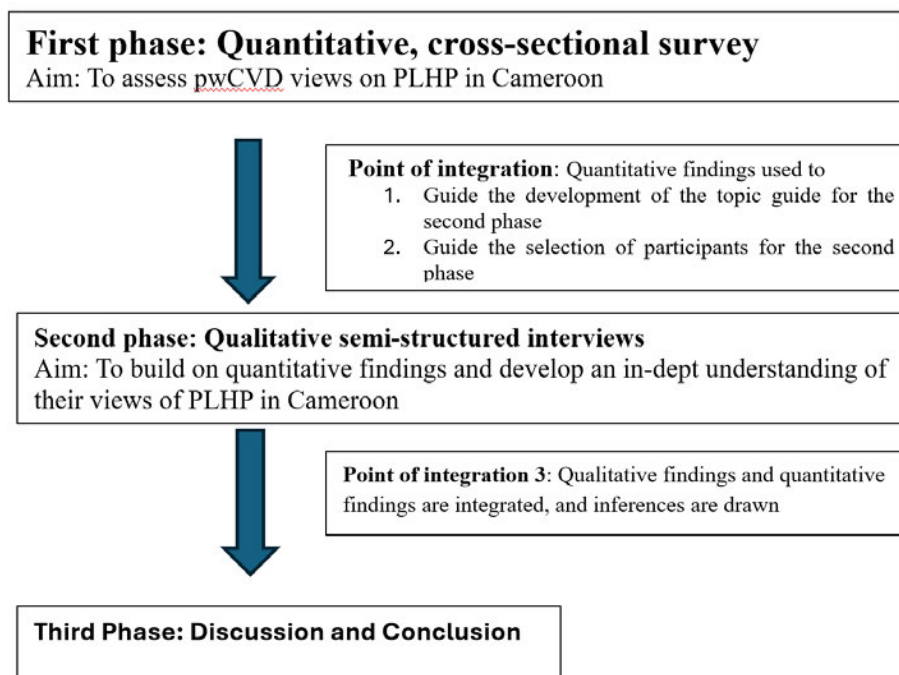 First phase: Quantitative, cross-sectional survey
Aim: To assess pwCVD views on PLHP in Cameroon
Point of integration: Quantitative findings used to
1. Guide the development of the topic guide for the
second phase
2. Guide the selection of participants for the second
phase
Second phase: Qualitative semi-structured interviews
Aim: To build on quantitative findings and develop an in-dept understanding of
their views of PLHP in Cameroon
Point of integration 3: Qualitative findings and quantitative
findings are integrated, and inferences are drawn
Third Phase: Discussion and Conclusion